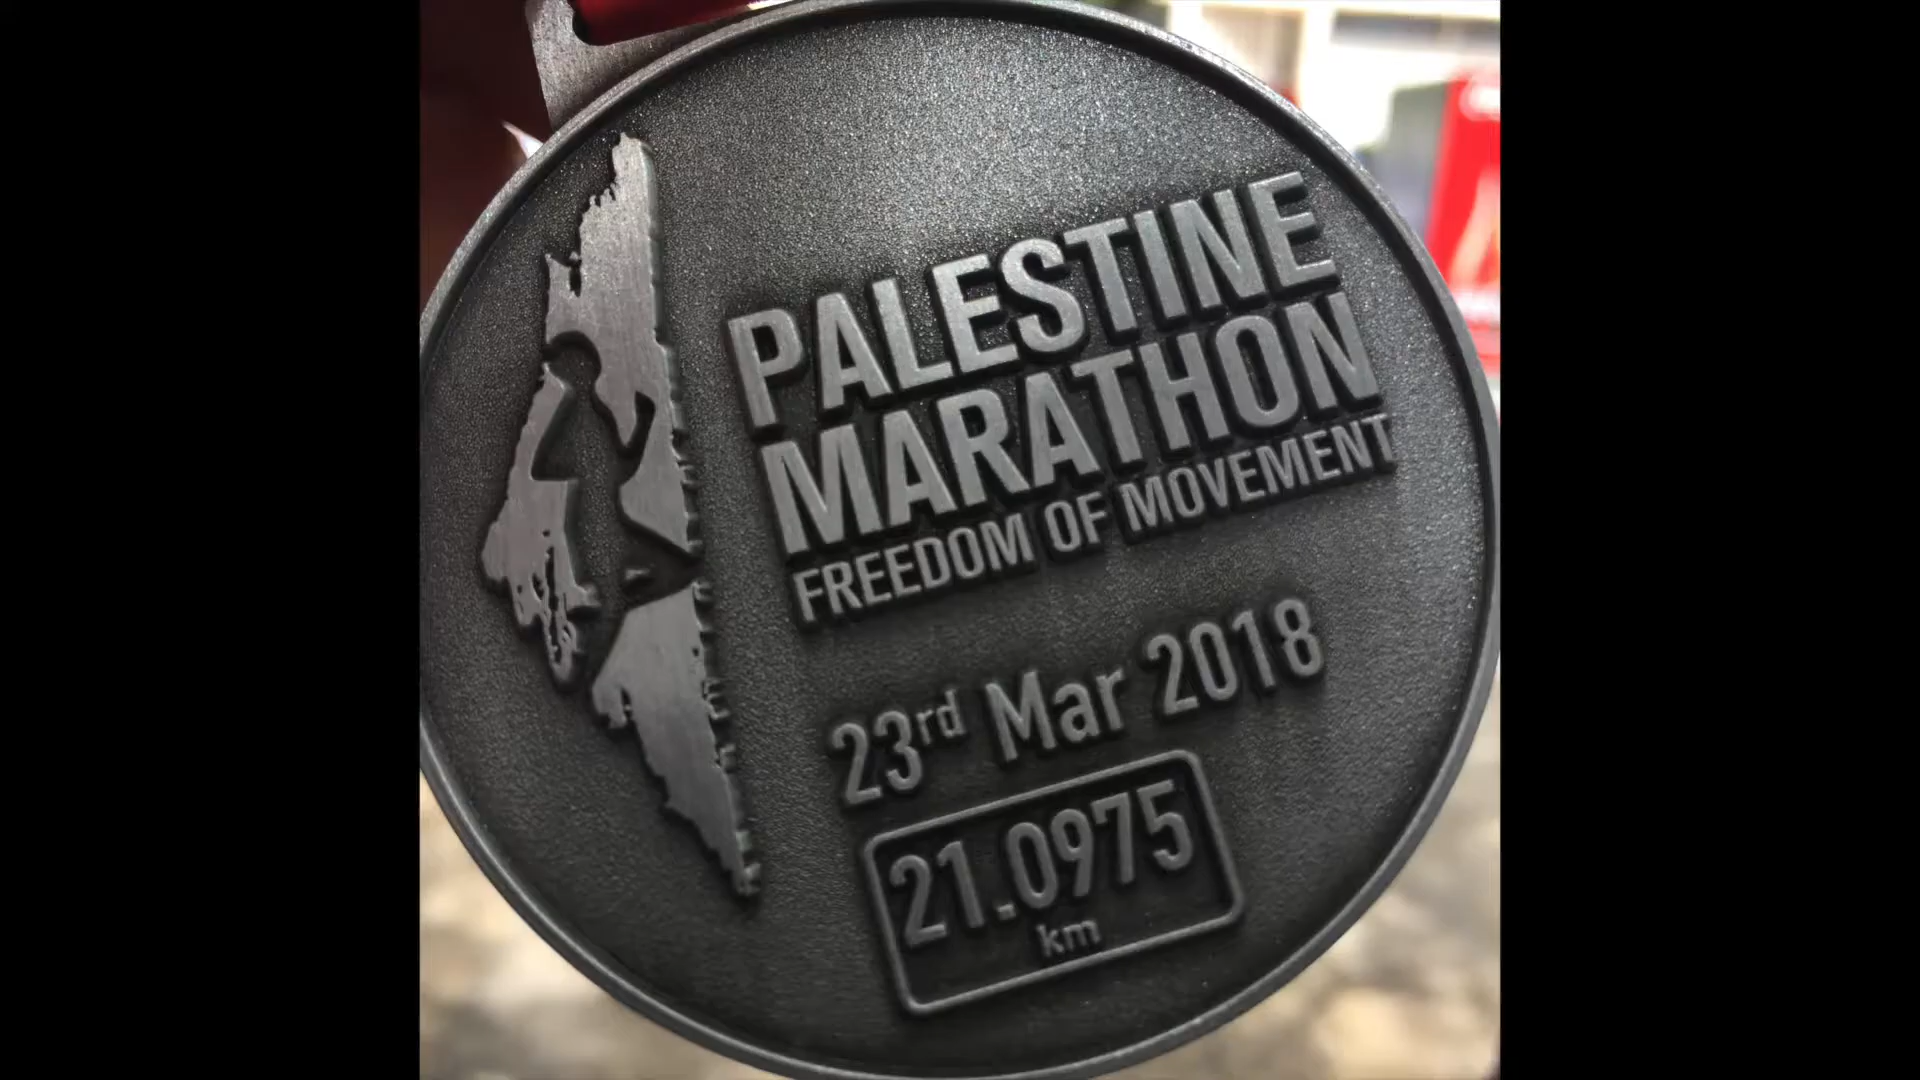 PALESTINE
MARATHON
FREEDOM OF MOVEMENT
23rd Mar 2018
21.0975
km